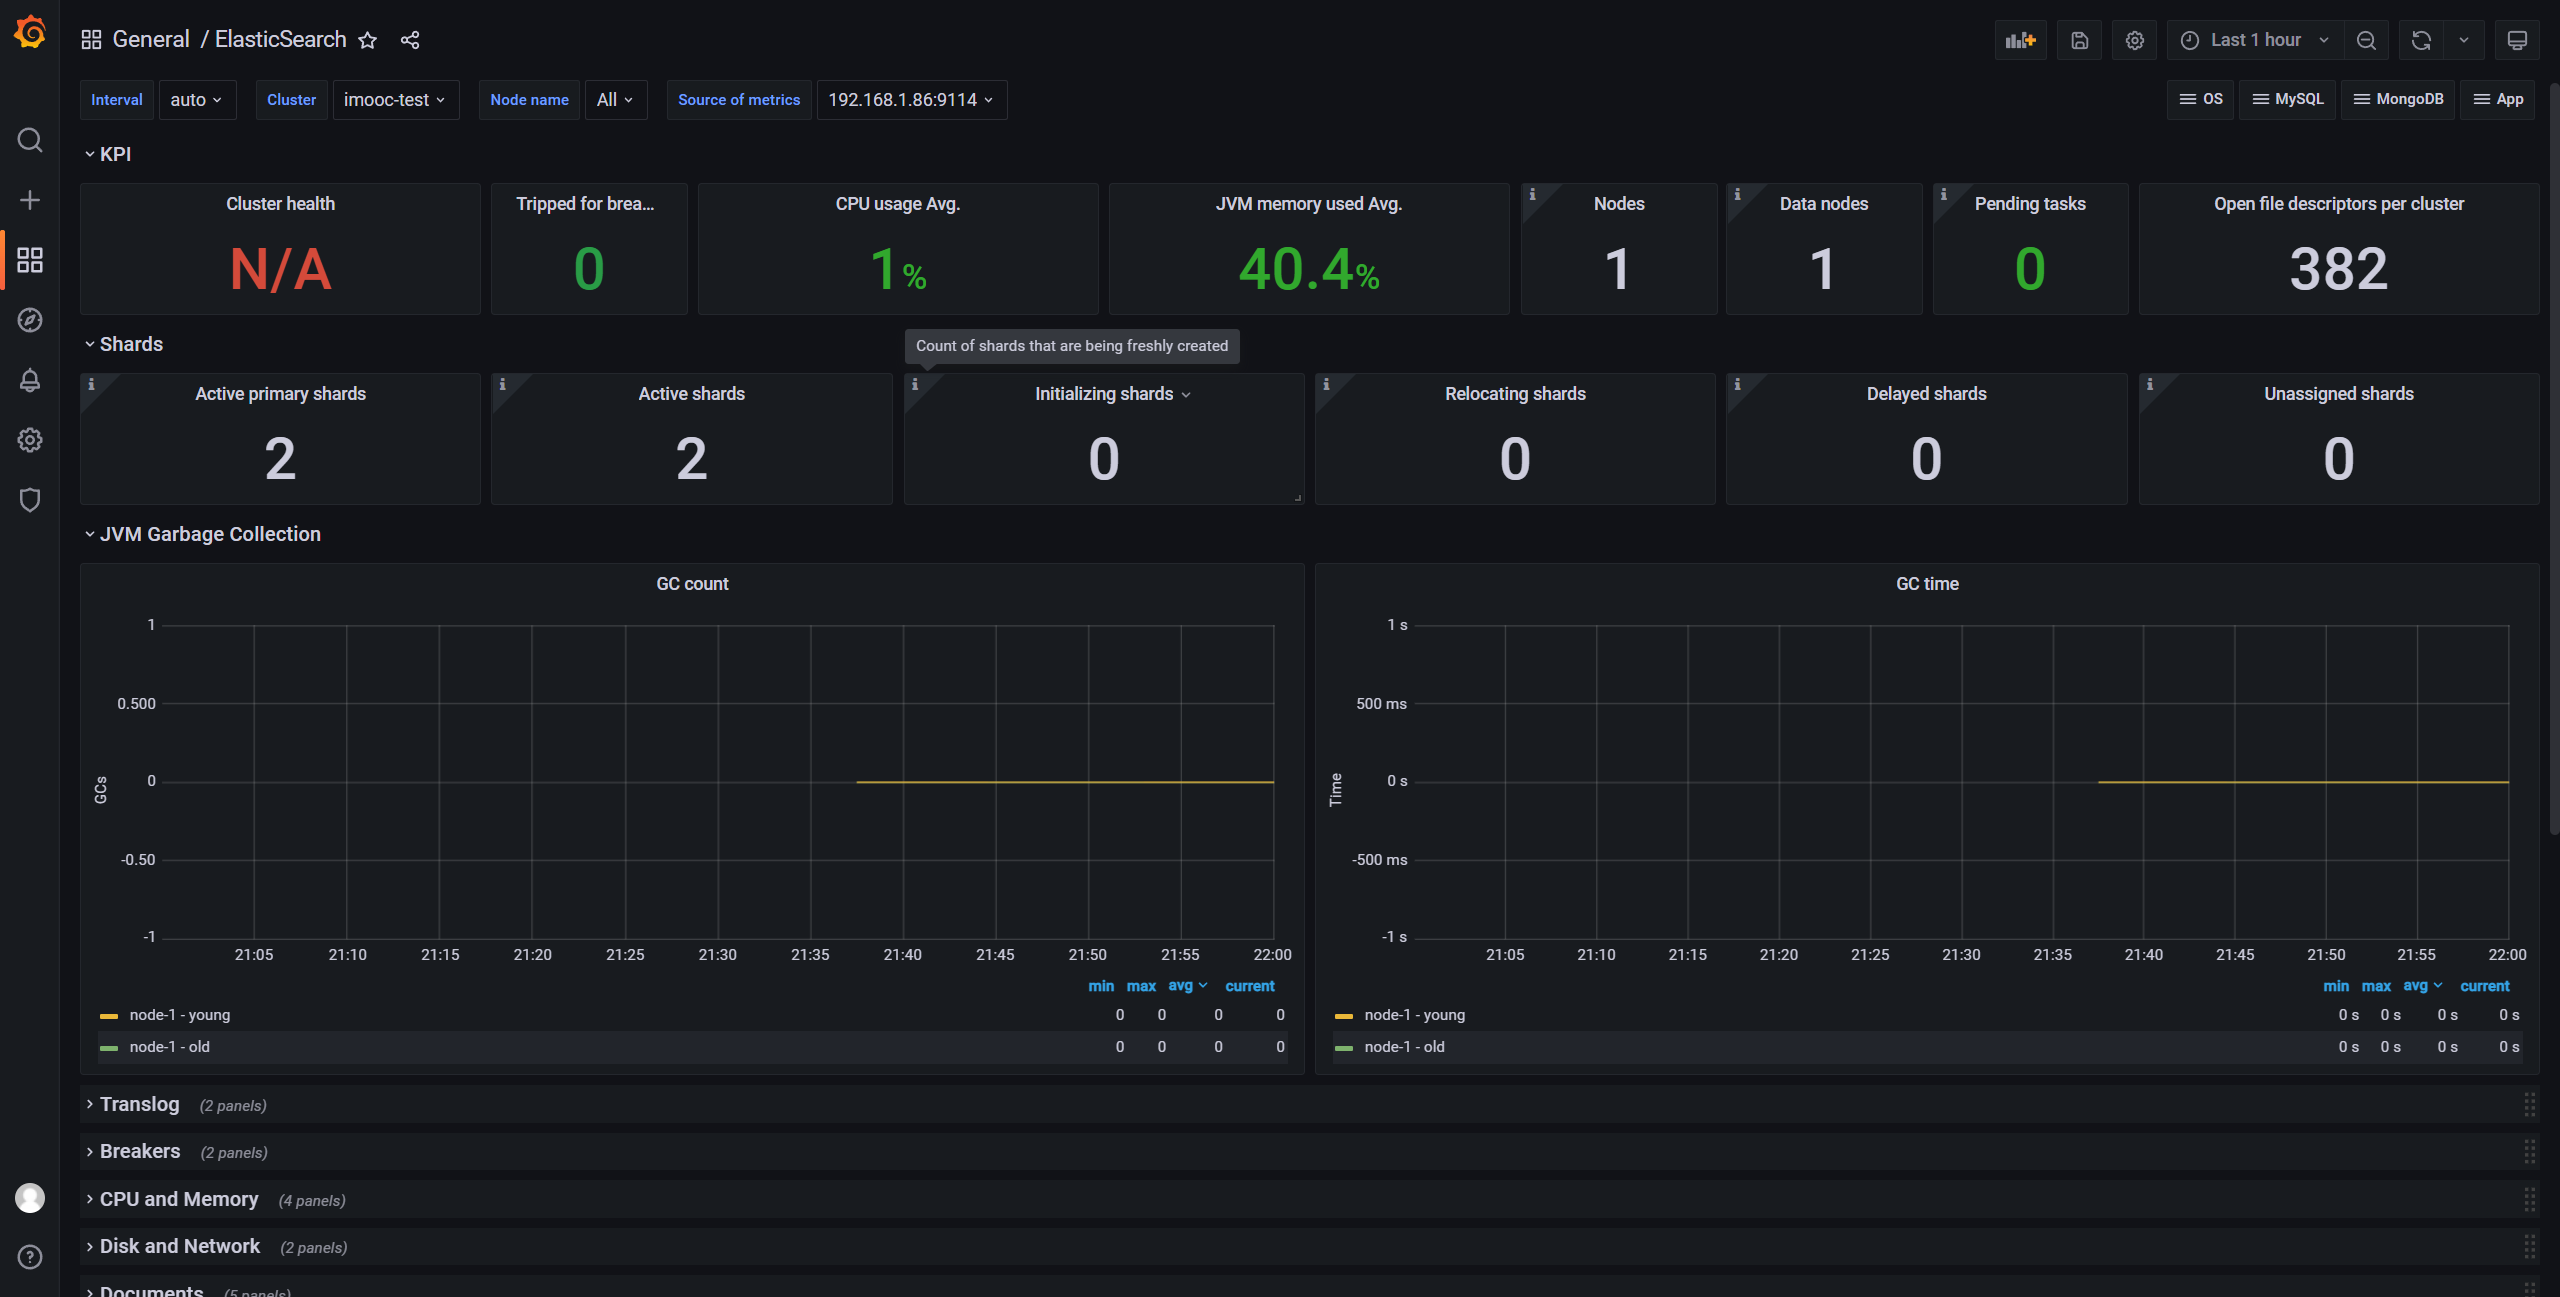 General / ElasticSearch
Last 1 hour
Interval auto Cluster imooc-test Node name All Source of metrics 192.168.1.86:9114 OS MySQL MongoDB App
KPI
Cluster health Tripped for brea... CPU usage Avg. JVM memory used Avg. Nodes Data nodes Pending tasks Open file descriptors per cluster
N/A 0 1% 40.4% 1 1 0 382
Shards
Count of shards that are being freshly created
Active primary shards Active shards Initializing shards Relocating shards Delayed shards Unassigned shards
2 2 0 0 0 0
JVM Garbage Collection
GC count
1
0.500
0
-0.50
-1
GCs
21:05 21:10 21:15 21:20 21:25 21:30 21:35 21:40 21:45 21:50 21:55 22:00
min max avg current
node-1 - young 0 0 0 0
node-1 - old 0 0 0 0
GC time
1 s
500 ms
0 s
-500 ms
-1 s
Time
21:05 21:10 21:15 21:20 21:25 21:30 21:35 21:40 21:45 21:50 21:55 22:00
min max avg current
node-1 - young 0 s 0 s 0 s 0 s
node-1 - old 0 s 0 s 0 s 0 s
Translog (2 panels)
Breakers (2 panels)
CPU and Memory (4 panels)
Disk and Network (2 panels)
Documents (5 panels)